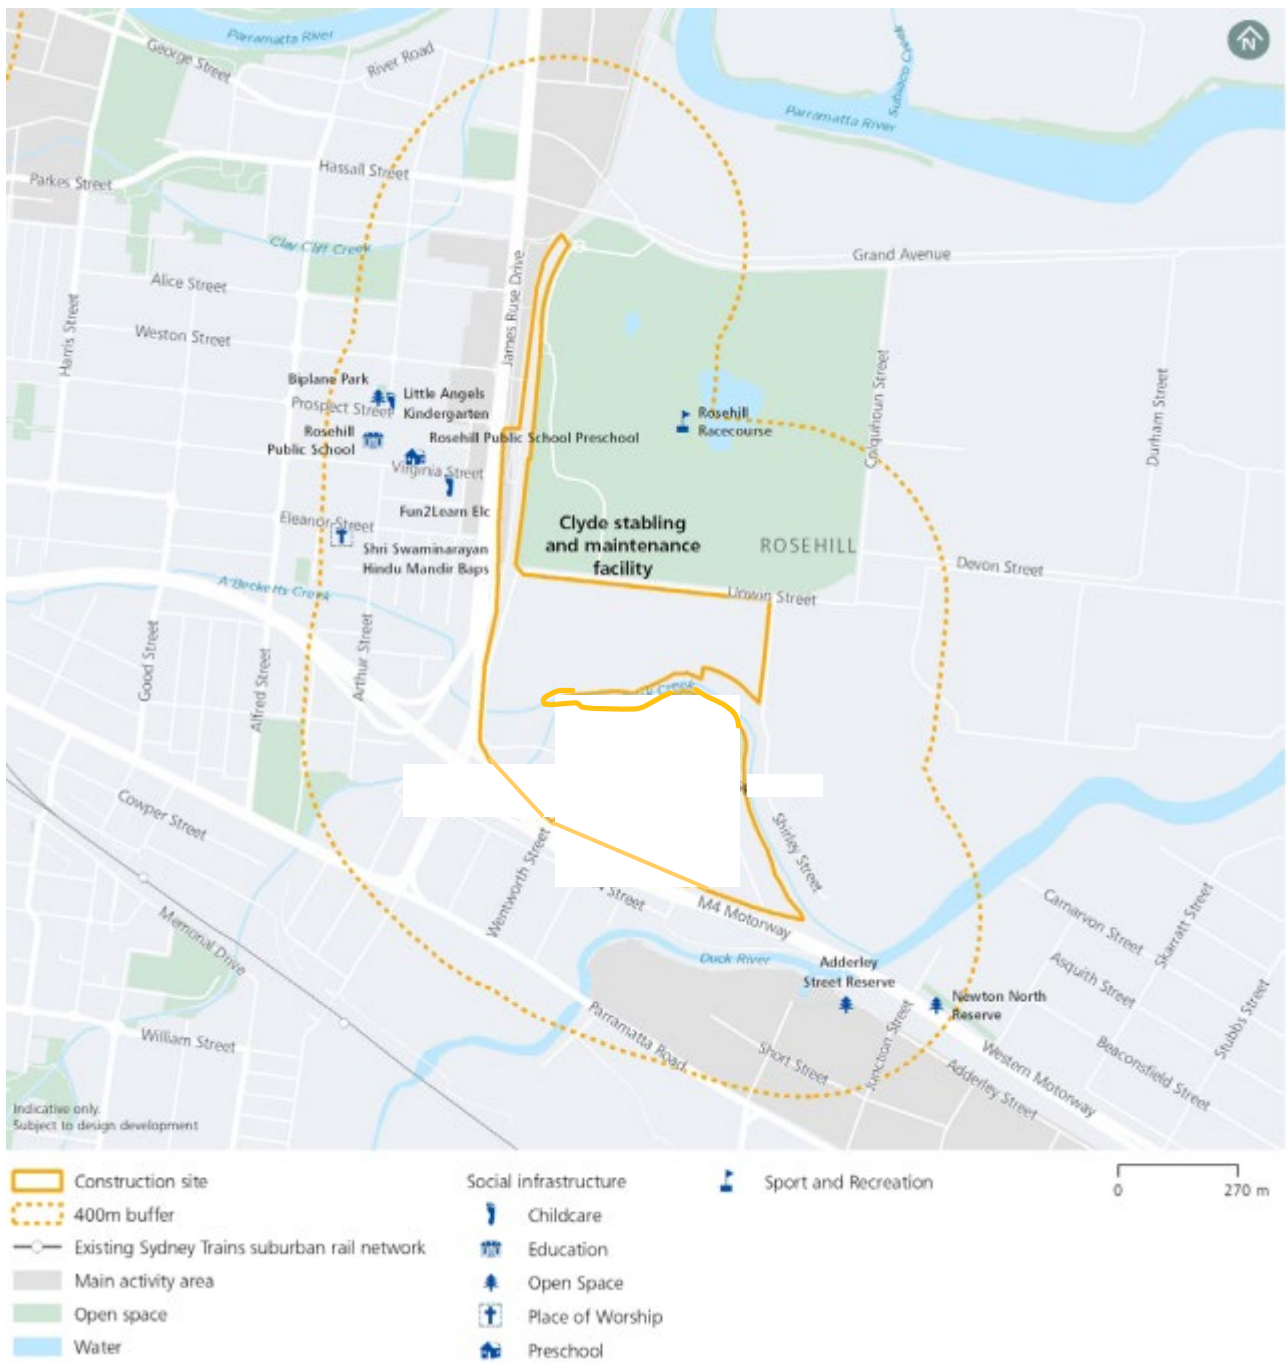 Parramatta River
George Street
River Road
N
Subiaco Creek
Parramatta River
Hassall Street
Parkes Street
Clay Cliff Creek
Grand Avenue
Alice Street
James Ruse Drive
Harris Street
Weston Street
Colquhoun Street
Durham Street
Biplane Park
Little Angels
Kindergarten
Prospect Street
Rosehill
Racecourse
Rosehill
Public School
Rosehill Public School Preschool
Virginia Street
Fun2Learn Elc
Eleanor Street
Clyde stabling
and maintenance
facility
ROSEHILL
Shri Swaminarayan
Hindu Mandir Baps
Devon Street
A'Becketts Creek
Unwin Street
Good Street
Alfred Street
Arthur Street
Creek
Cowper Street
Shirley Street
Wentworth Street
Street
M4 Motorway
Carnarvon Street
Skarratt Street
Memorial Drive
Duck River
Adderley
Street Reserve
Asquith Street
Newton North
Reserve
Stubbs Street
William Street
Parramatta Road
Short Street
Junction Street
Western Motorway
Adderley Street
Beaconsfield Street
Indicative only.
Subject to design development
Construction site
400m buffer
Existing Sydney Trains suburban rail network
Main activity area
Open space
Water
Social infrastructure
Childcare
Education
Open Space
Place of Worship
Preschool
Sport and Recreation
0 270 m